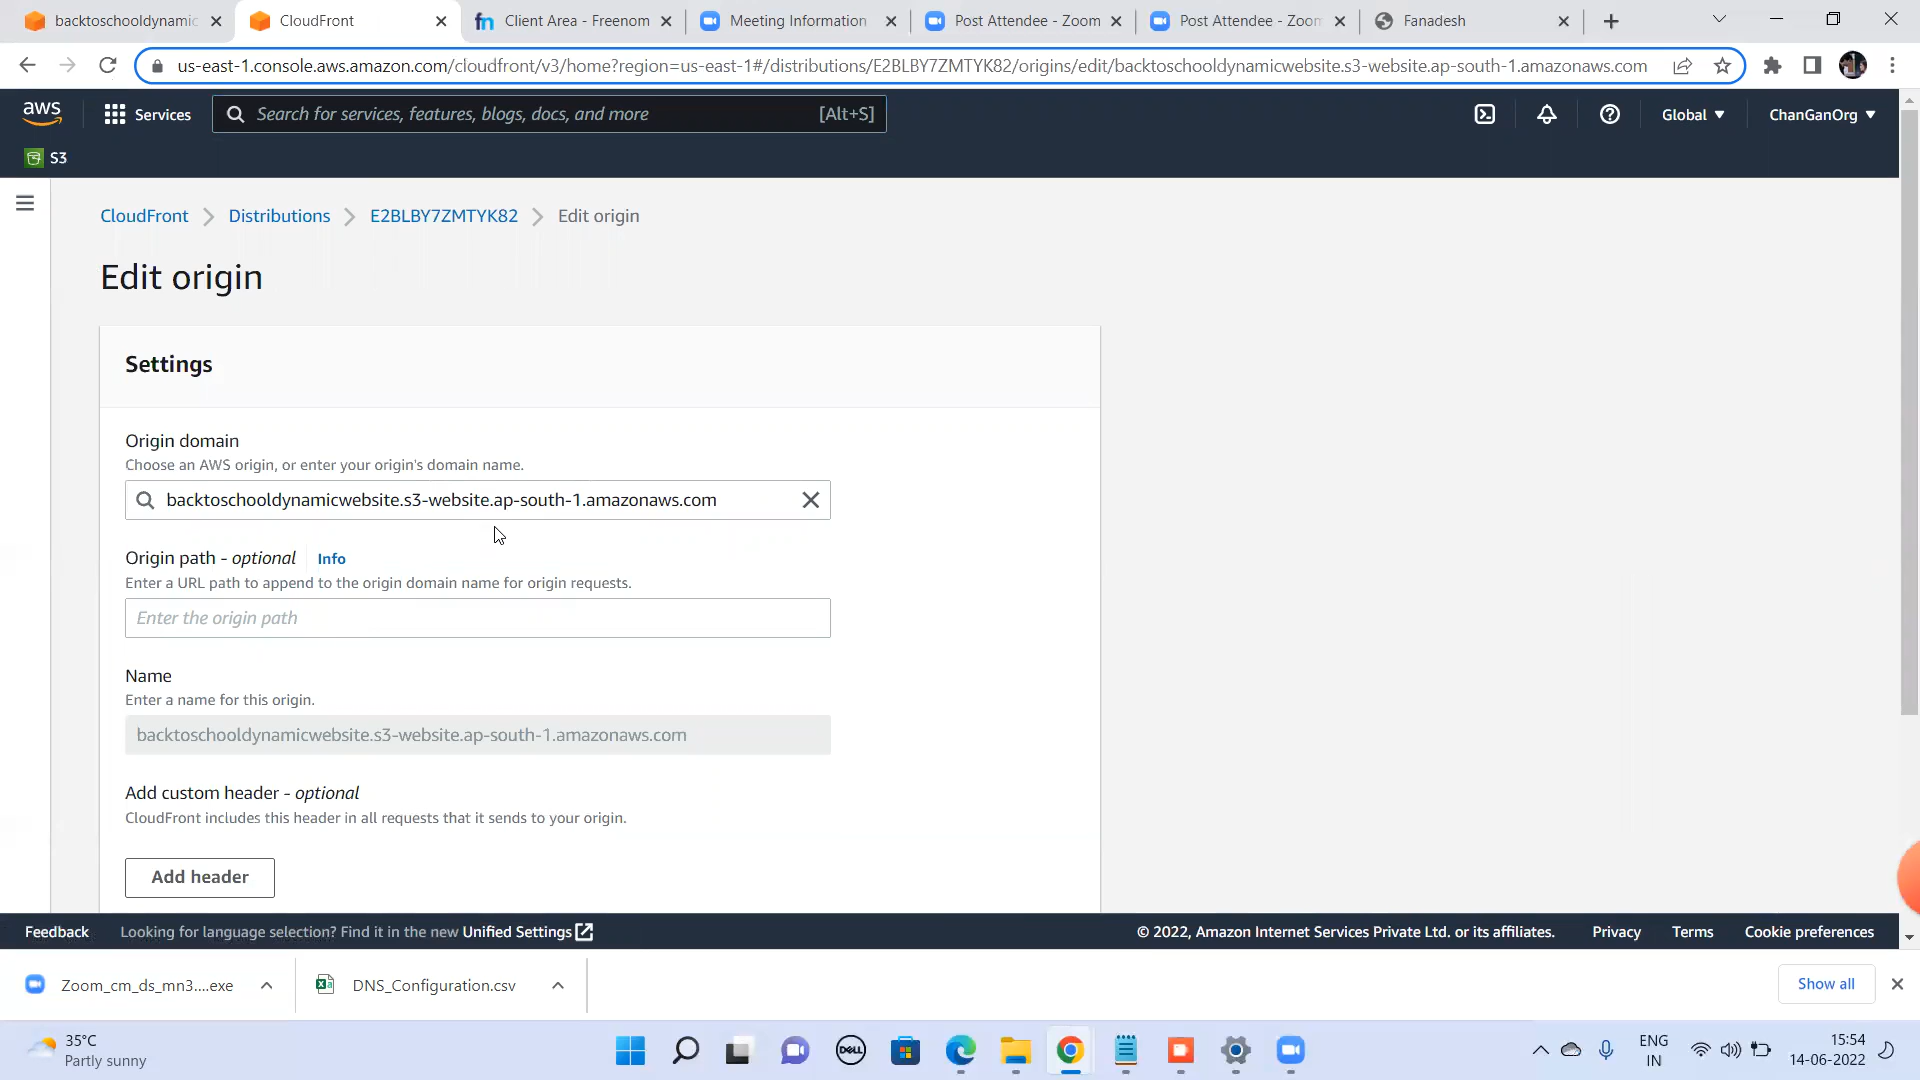 backtoschooldynamic
CloudFront
Client Area - Freenom
Meeting Information
Post Attendee - Zoom
Post Attendee - Zoom
Fanadesh
us-east-1.console.aws.amazon.com/cloudfront/v3/home?region=us-east-1#/distributions/E2BLBY7ZMTYK82/origins/edit/backtoschooldynamicwebsite.s3-website.ap-south-1.amazonaws.com
aws
Services
Search for services, features, blogs, docs, and more
[Alt+S]
Global
ChanGanOrg
S3
CloudFront
Distributions
E2BLBY7ZMTYK82
Edit origin
Edit origin
Settings
Origin domain
Choose an AWS origin, or enter your origin's domain name.
backtoschooldynamicwebsite.s3-website.ap-south-1.amazonaws.com
Origin path - optional
Info
Enter a URL path to append to the origin domain name for origin requests.
Enter the origin path
Name
Enter a name for this origin.
backtoschooldynamicwebsite.s3-website.ap-south-1.amazonaws.com
Add custom header - optional
CloudFront includes this header in all requests that it sends to your origin.
Add header
Feedback
Looking for language selection? Find it in the new Unified Settings
© 2022, Amazon Internet Services Private Ltd. or its affiliates.
Privacy
Terms
Cookie preferences
Zoom_cm_ds_mn3....exe
DNS_Configuration.csv
Show all
35°C
Partly sunny
DELL
ENG
IN
15:54
14-06-2022